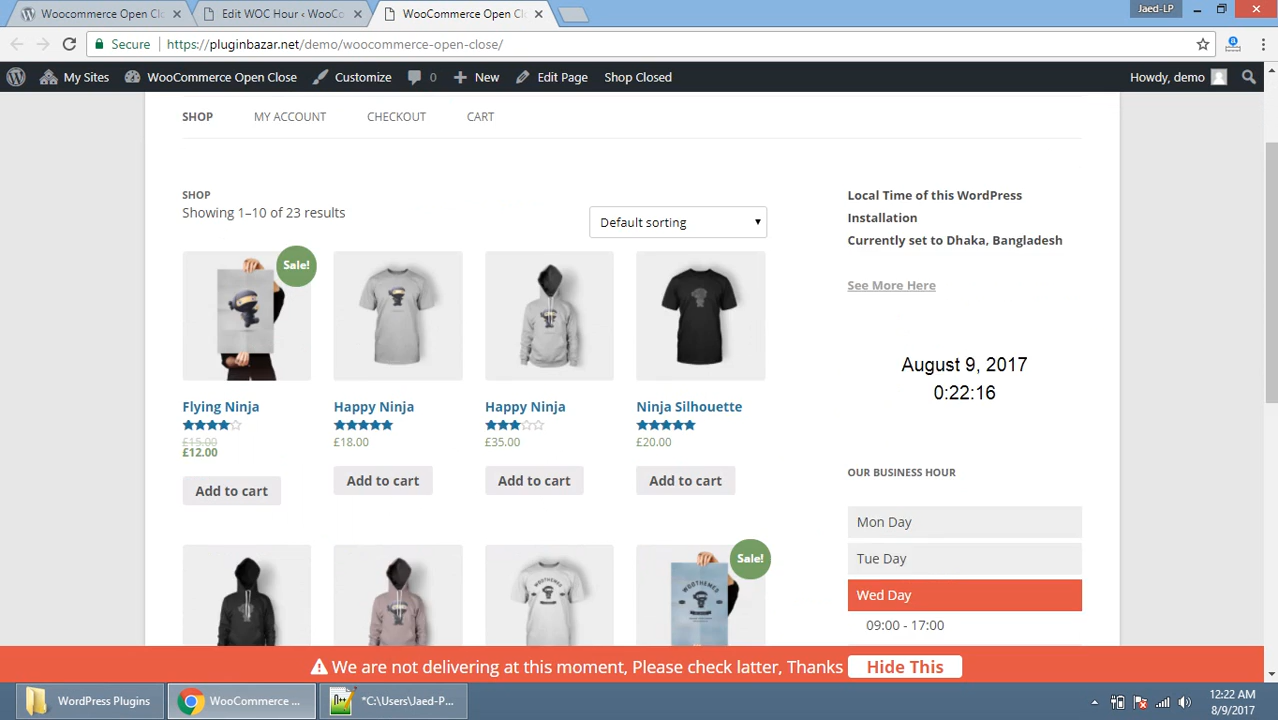 Woocommerce Open Cl
Edit WOC Hour ‹ WooCo
WooCommerce Open Cl
Jaed-LP
Secure
https://pluginbazar.net/demo/woocommerce-open-close/
My Sites
WooCommerce Open Close
Customize
0
New
Edit Page
Shop Closed
Howdy, demo
SHOP
MY ACCOUNT
CHECKOUT
CART
SHOP
Showing 1–10 of 23 results
Default sorting
Sale!
Flying Ninja
£15.00
£12.00
Add to cart
Happy Ninja
£18.00
Add to cart
Happy Ninja
£35.00
Add to cart
Ninja Silhouette
£20.00
Add to cart
WOOTHEMES
Sale!
WOOTHEMES
Local Time of this WordPress
Installation
Currently set to Dhaka, Bangladesh
See More Here
August 9, 2017
0:22:16
OUR BUSINESS HOUR
Mon Day
Tue Day
Wed Day
09:00 - 17:00
We are not delivering at this moment, Please check latter, Thanks
Hide This
WordPress Plugins
WooCommerce ...
*C:\Users\Jaed-P...
12:22 AM
8/9/2017